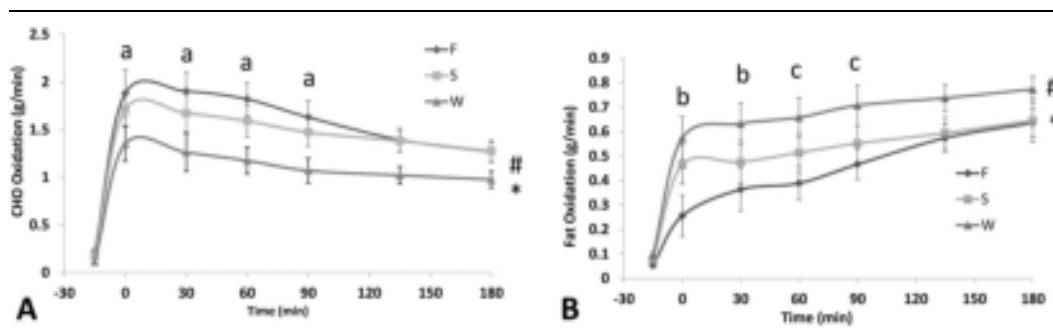 CHO Oxidation (g/min)
2.5
2
1.5
1
0.5
0
a a a a
F
S
W
#
*
-30 0 30 60 90 120 150 180
Time (min)
A
Fat Oxidation (g/min)
0.9
0.8
0.7
0.6
0.5
0.4
0.3
0.2
0.1
0
b b c c
F
S
W
#
*
-30 0 30 60 90 120 150 180
Time (min)
B